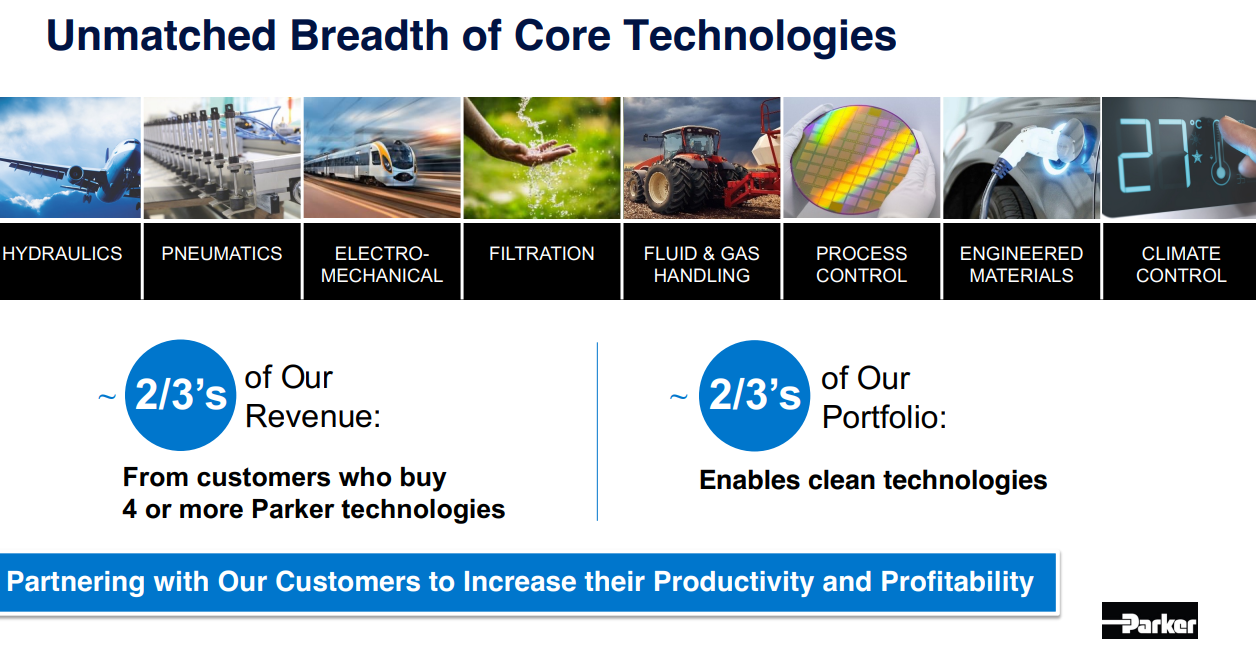 Unmatched Breadth of Core Technologies
27 °C
HYDRAULICS
PNEUMATICS
ELECTRO-
MECHANICAL
FILTRATION
FLUID & GAS
HANDLING
PROCESS
CONTROL
ENGINEERED
MATERIALS
CLIMATE
CONTROL
~ 2/3’s of Our
Revenue:
From customers who buy
4 or more Parker technologies
~ 2/3’s of Our
Portfolio:
Enables clean technologies
Partnering with Our Customers to Increase their Productivity and Profitability
Parker